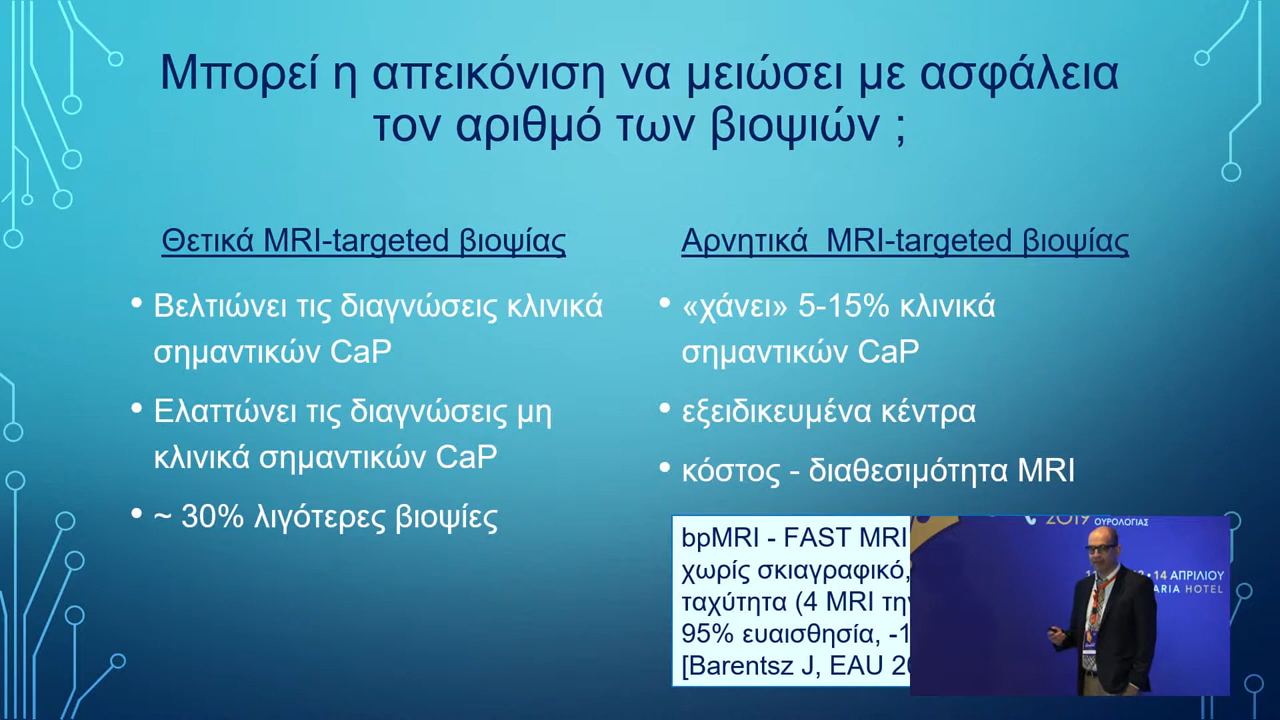 Μπορεί η απεικόνιση να μειώσει με ασφάλεια
τον αριθμό των βιοψιών ;
Θετικά MRI-targeted βιοψίας
• Βελτιώνει τις διαγνώσεις κλινικά
σημαντικών CaP
• Ελαττώνει τις διαγνώσεις μη
κλινικά σημαντικών CaP
• ~ 30% λιγότερες βιοψίες
Αρνητικά MRI-targeted βιοψίας
• «χάνει» 5-15% κλινικά
σημαντικών CaP
• εξειδικευμένα κέντρα
• κόστος - διαθεσιμότητα MRI
bpMRI - FAST MRI
χωρίς σκιαγραφικό,
ταχύτητα (4 MRI
95% ευαισθησία,
[Barentsz J, EAU
2019 ΟΥΡΟΛΟΓΙΑΣ
14 ΑΠΡΙΛΙΟΥ
HOTEL